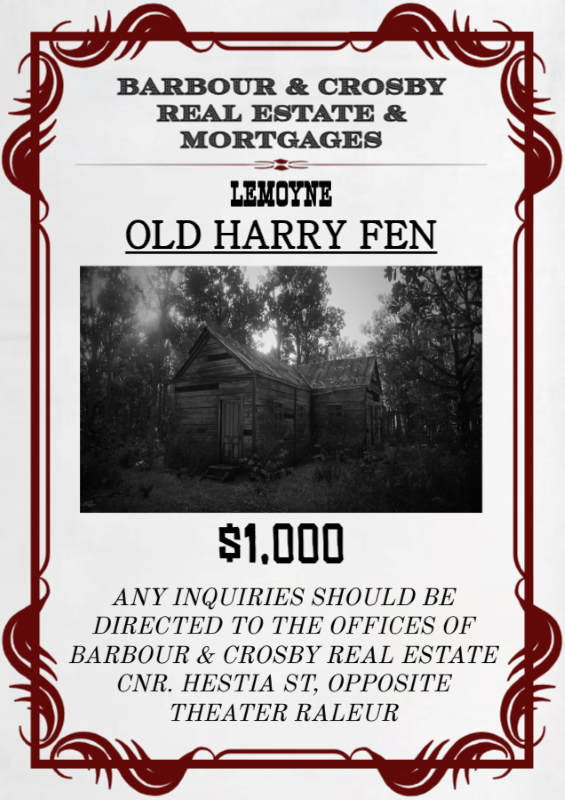 BARBOUR & CROSBY
REAL ESTATE &
MORTGAGES
LEMOYNE
OLD HARRY FEN
$1,000
ANY INQUIRIES SHOULD BE
DIRECTED TO THE OFFICES OF
BARBOUR & CROSBY REAL ESTATE
CNR. HESTIA ST, OPPOSITE
THEATER RALEUR